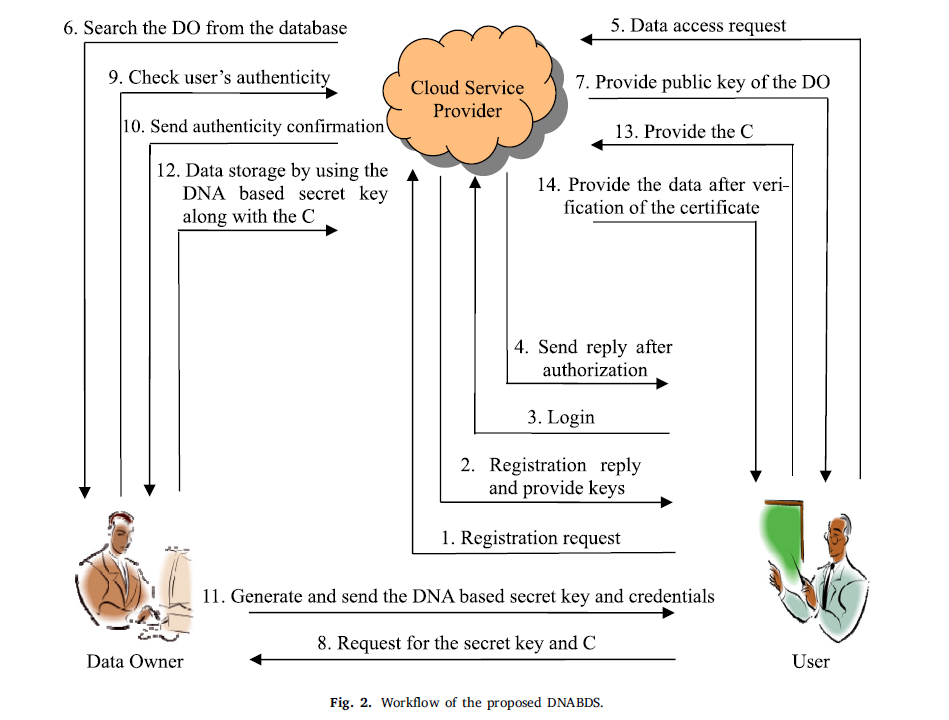 6. Search the DO from the database
5. Data access request
9. Check user's authenticity
Cloud Service
Provider
7. Provide public key of the DO
10. Send authenticity confirmation
13. Provide the C
12. Data storage by using the
DNA based secret key
along with the C
14. Provide the data after veri-
fication of the certificate
4. Send reply after
authorization
3. Login
2. Registration reply
and provide keys
1. Registration request
11. Generate and send the DNA based secret key and credentials
8. Request for the secret key and C
Data Owner
User
Fig. 2. Workflow of the proposed DNABDS.